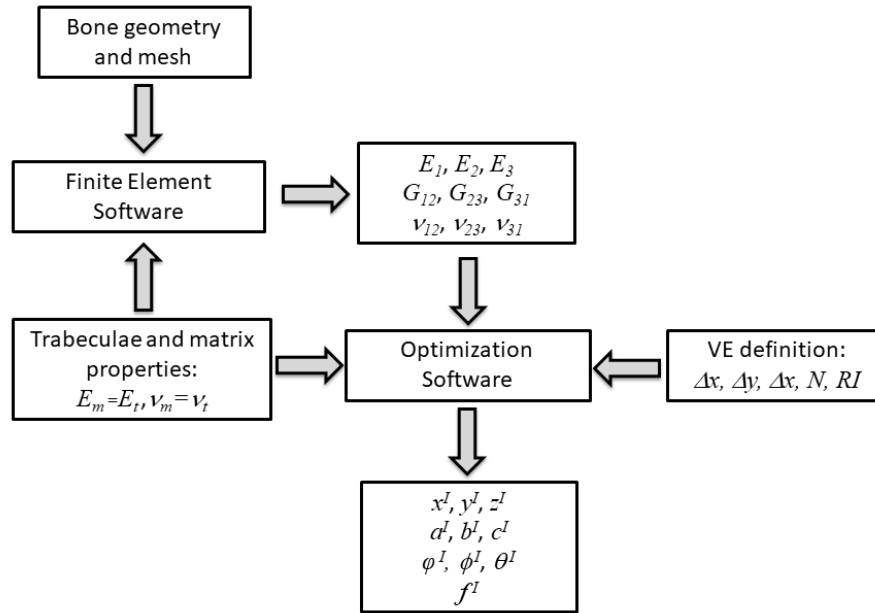 Bone geometry
and mesh
Finite Element
Software
E₁, E₂, E₃
G₁₂, G₂₃, G₃₁
ν₁₂, ν₂₃, ν₃₁
Trabeculae and matrix
properties:
Eₘ=Eₜ, νₘ=νₜ
Optimization
Software
VE definition:
Δx, Δy, Δx, N, RI
xᴵ, yᴵ, zᴵ
aᴵ, bᴵ, cᴵ
φᴵ, ϕᴵ, θᴵ
fᴵ